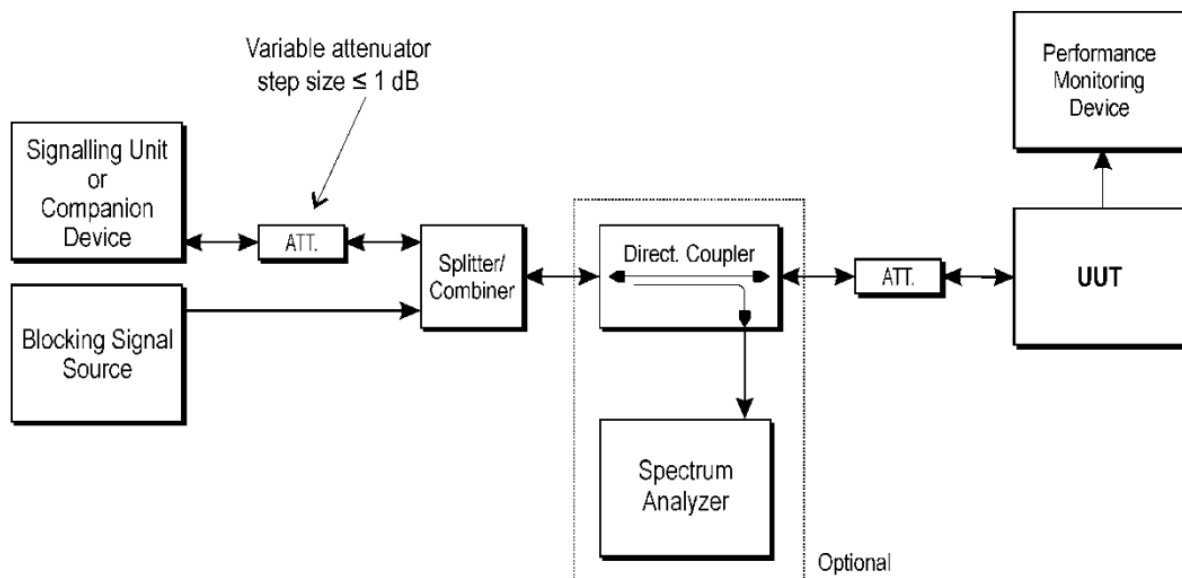 Variable attenuator
step size ≤ 1 dB
Performance
Monitoring
Device
Signalling Unit
or
Companion
Device
ATT.
Splitter/
Combiner
Direct. Coupler
ATT.
UUT
Blocking Signal
Source
Spectrum
Analyzer
Optional